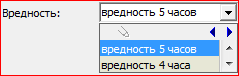 Вредность: вредность 5 часов
вредность 5 часов
вредность 4 часа